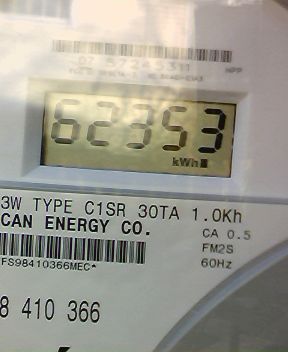 62353
kWh
3W TYPE C1SR 30TA 1.0Kh
CAN ENERGY CO.
CA 0.5
FM2S
60Hz
FS98410366MEC*
8 410 366